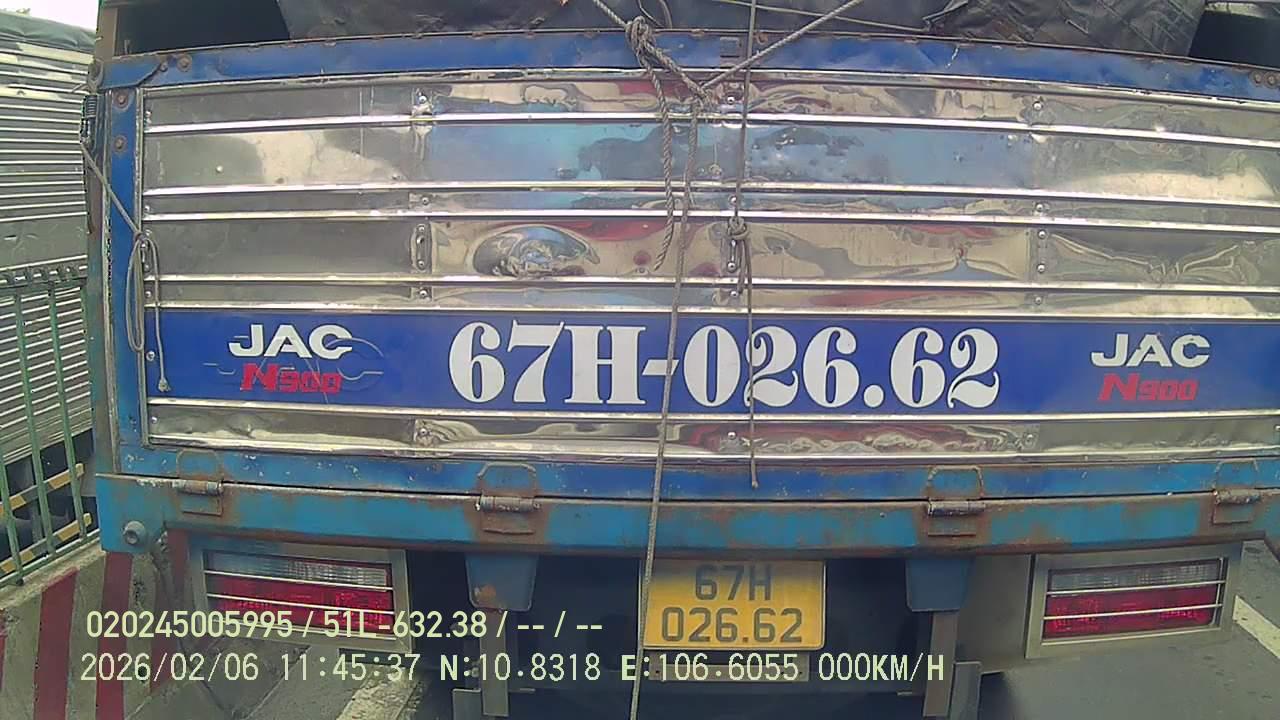 JAC
N900
67H-026.62
JAC
N900
67H
026.62
020245005995 / 51L-632.38 / -- / --
2026/02/06 11:45:37 N:10.8318 E:106.6055 000KM/H